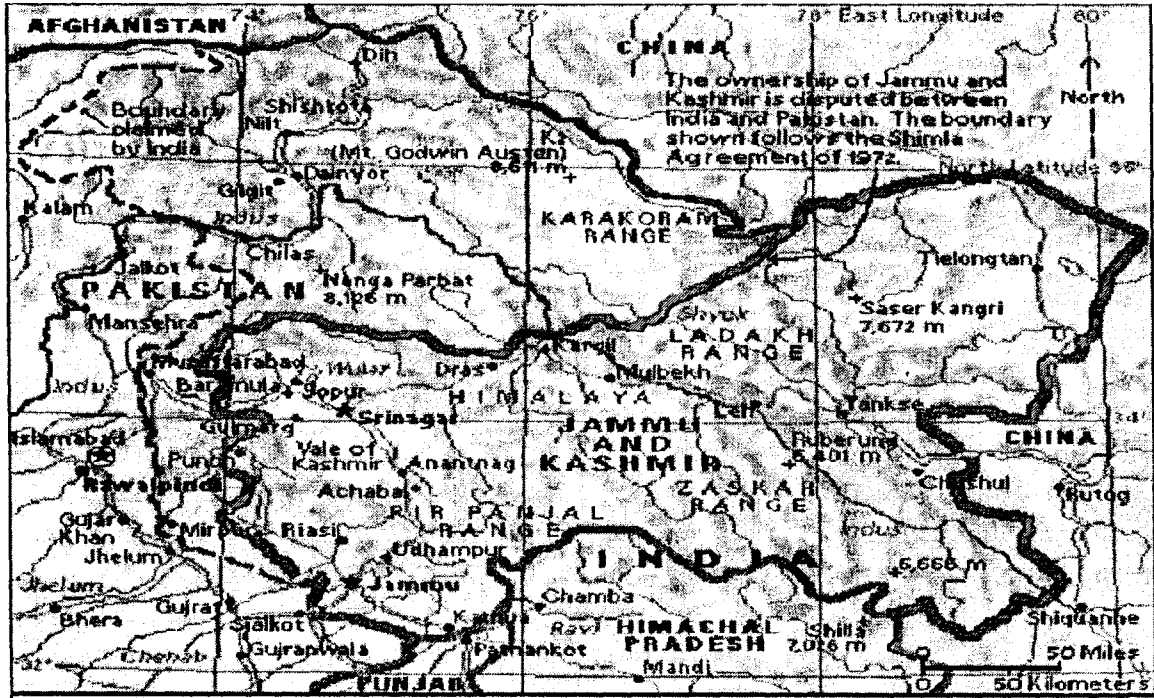 74°
76°
78° East Longitude
80°
AFGHANISTAN
CHINA
Dih
The ownership of Jammu and
Kashmir is disputed between
India and Pakistan. The boundary
shown follows the Shimla
Agreement of 1972.
North
Boundary
claimed
by India
Shishkot
Nilt
K2
(Mt. Godwin Austen)
8,611 m
North Latitude 36°
Dainyor
Gilgit
Kalam
Indus
KARAKORAM
RANGE
Chilas
Jalkot
Nanga Parbat
8,126 m
Tielongtan
PAKISTAN
Saser Kangri
7,672 m
Mansehra
Shyok
LADAKH
RANGE
Muzaffarabad
Kargil
Dras
Mulbekh
Indus
Baramula
Wular
Sopur
HIMALAYA
Srinagar
Leh
Tankse
34°
Gulmarg
JAMMU
AND
KASHMIR
CHINA
Islamabad
Punch
Vale of
Kashmir
Anantnag
6,401 m
Rawalpindi
Achabal
ZASKAR
RANGE
Chushul
Rutog
PIR PANJAL
RANGE
Gujar
Khan
Mirpur
Riasi
Indus
Jhelum
Udhampur
INDIA
Jhelum
Jammu
Chamba
Bhera
Gujrat
Sialkot
Kathua
Ravi
HIMACHAL
PRADESH
Shilla
7,026 m
Shiquanhe
Chenab
Gujranwala
Pathankot
32°
Mandi
0 50 Miles
0 50 Kilometers
PUNJAB